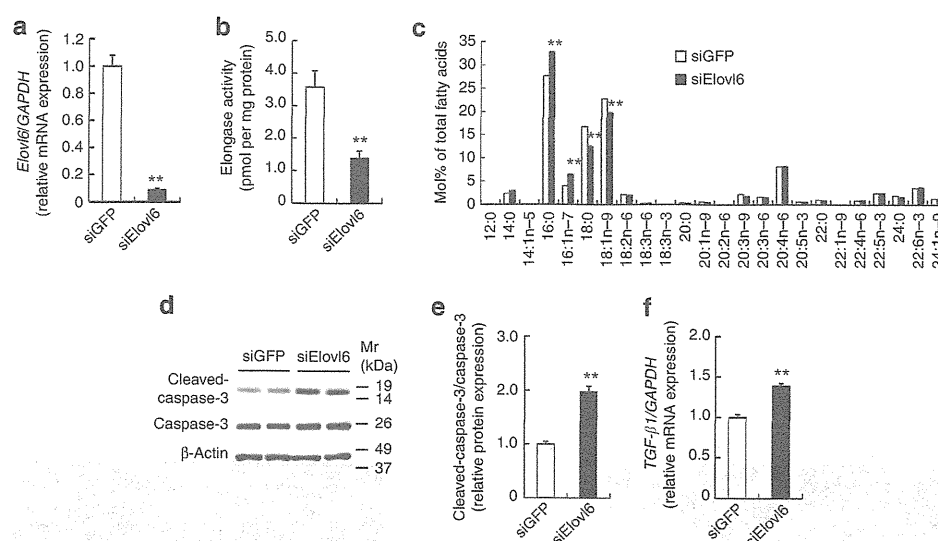 a
Elovl6/GAPDH
(relative mRNA expression)
1.2
1.0
0.8
0.6
0.4
0.2
0
**
siGFP
siElovl6
b
Elongase activity
(pmol per mg protein)
3.0
4.0
3.0
2.0
1.0
0.0
**
siGFP
siElovl6
c
Mol% of total fatty acids
35
30
25
20
15
10
5
0
**
**
**
**
siGFP
siElovl6
12:0
14:0
14:1n–5
16:0
16:1n–7
18:0
18:1n–9
18:2n–6
18:3n–6
18:3n–3
20:0
20:1n–9
20:2n–6
20:3n–9
20:3n–6
20:4n–6
20:5n–3
22:0
22:1n–9
22:4n–6
22:5n–3
24:0
22:6n–3
d
siGFP siElovl6
Mr
(kDa)
Cleaved-
caspase-3
19
14
Caspase-3
26
β-Actin
49
37
e
Cleaved-caspase-3/caspase-3
(relative protein expression)
3.0
2.0
1.0
0
**
siGFP
siElovl6
f
TGF-β1/GAPDH
(relative mRNA expression)
2.0
1.5
1.0
0.5
0
**
siGFP
siElovl6